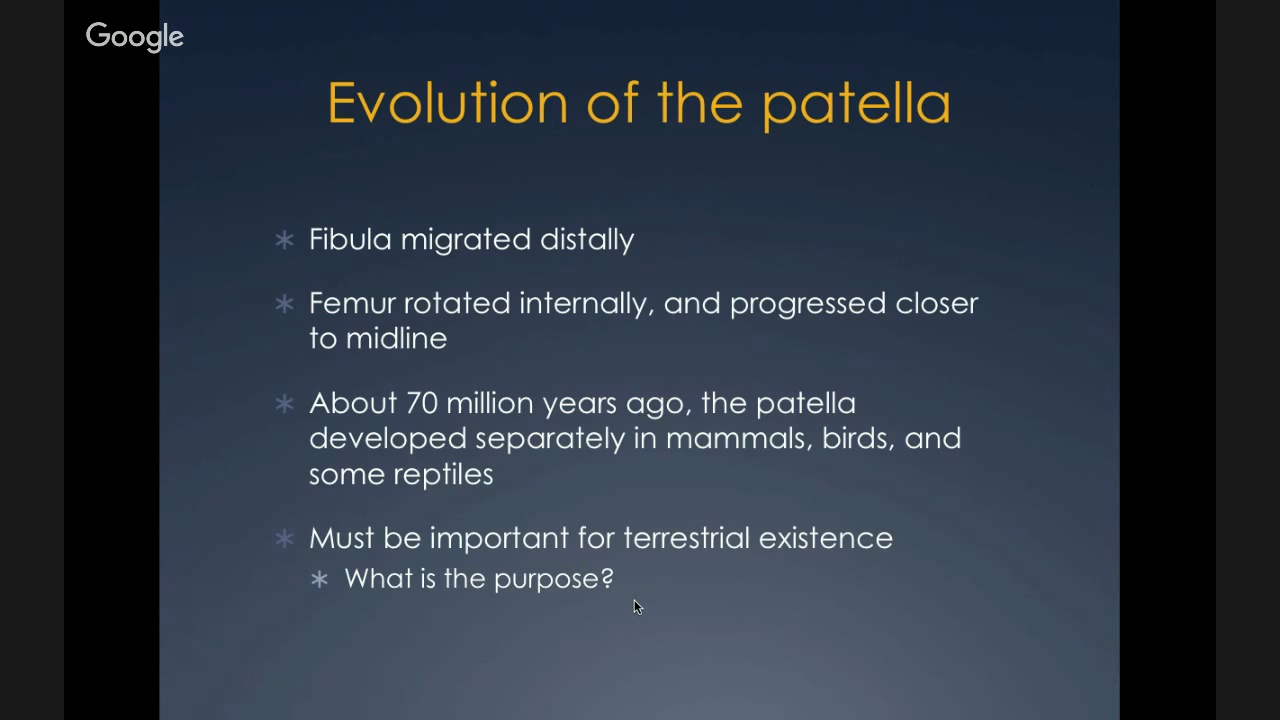 Google
Evolution of the patella
* Fibula migrated distally
* Femur rotated internally, and progressed closer
to midline
* About 70 million years ago, the patella
developed separately in mammals, birds, and
some reptiles
* Must be important for terrestrial existence
* What is the purpose?